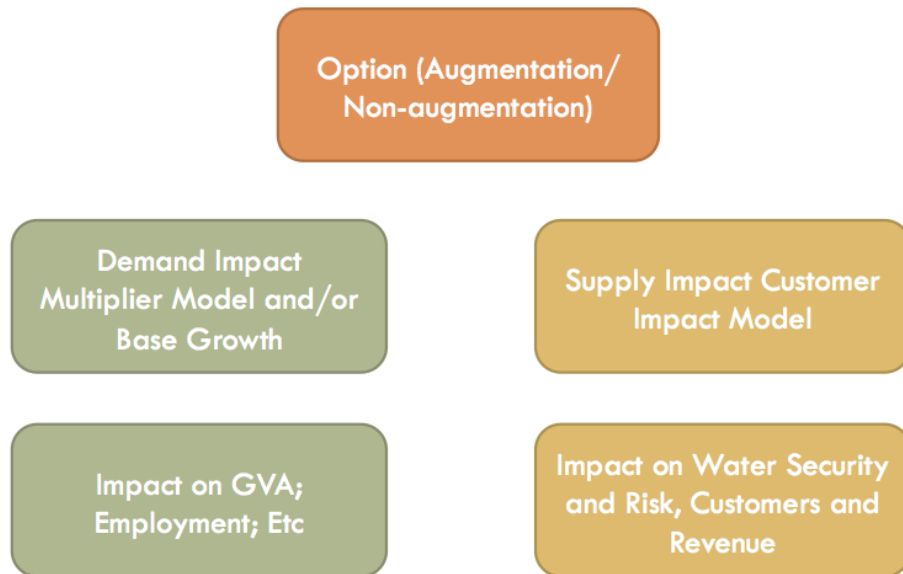 Option (Augmentation/
Non-augmentation)
Demand Impact
Multiplier Model and/or
Base Growth
Supply Impact Customer
Impact Model
Impact on GVA;
Employment; Etc
Impact on Water Security
and Risk, Customers and
Revenue